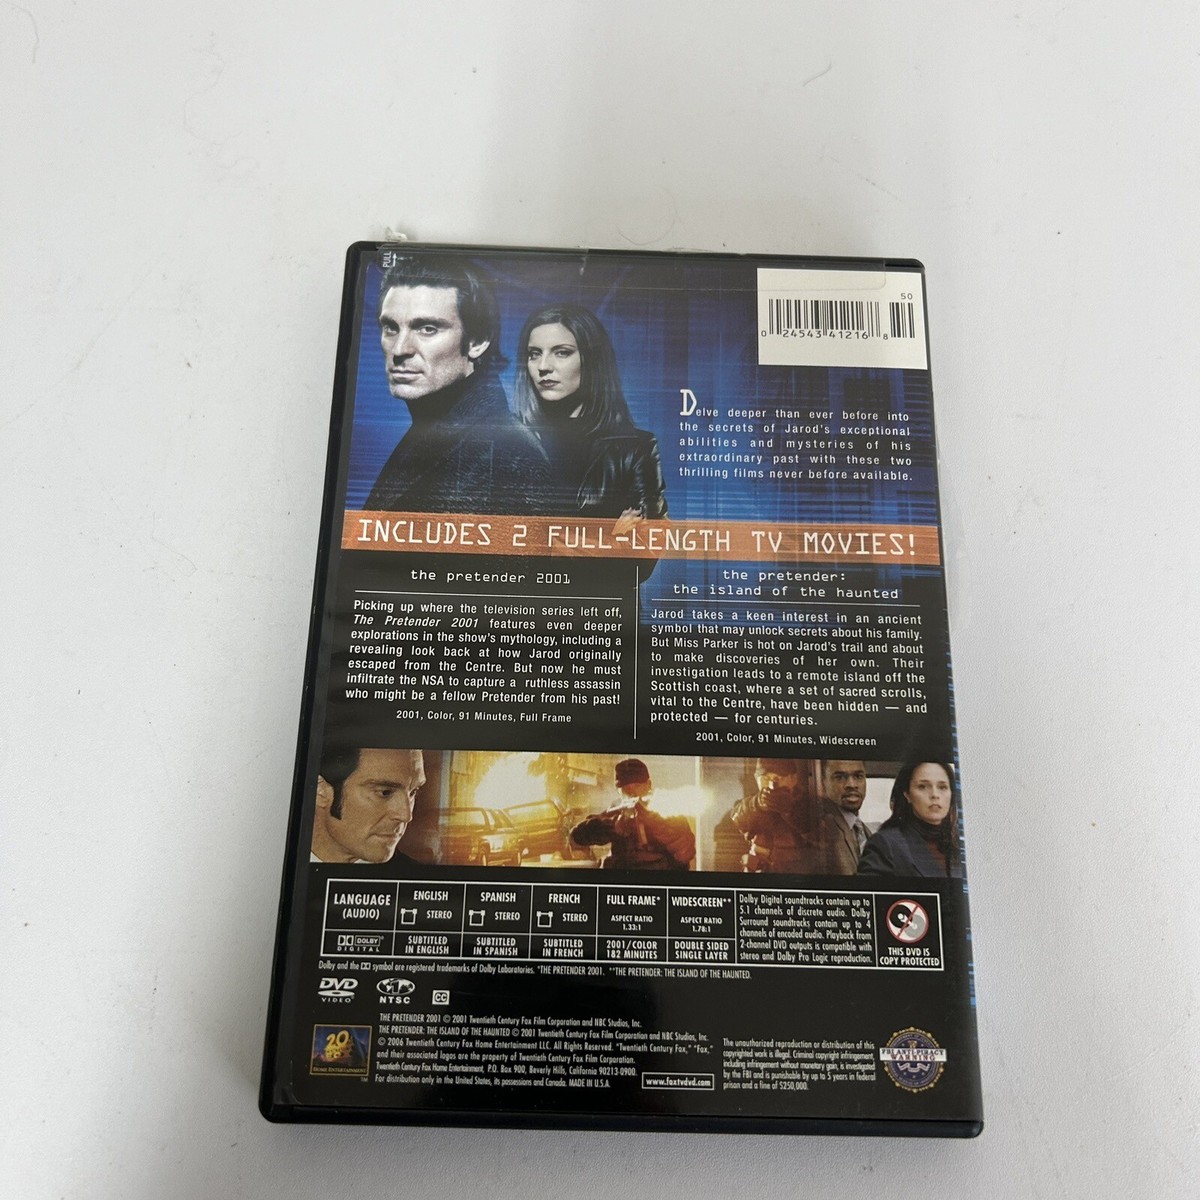 PULL
50
0 24543 41216 8
Delve deeper than ever before into
the secrets of Jarod's exceptional
abilities and mysteries of his
extraordinary past with these two
thrilling films never before available.
INCLUDES 2 FULL-LENGTH TV MOVIES!
the pretender 2001
Picking up where the television series left off,
The Pretender 2001 features even deeper
explorations in the show's mythology, including a
revealing look back at how Jarod originally
escaped from the Centre. But now he must
infiltrate the NSA to capture a ruthless assassin
who might be a fellow Pretender from his past!
2001, Color, 91 Minutes, Full Frame
the pretender:
the island of the haunted
Jarod takes a keen interest in an ancient
symbol that may unlock secrets about his family.
But Miss Parker is hot on Jarod's trail and about
to make discoveries of her own. Their
investigation leads to a remote island off the
Scottish coast, where a set of sacred scrolls,
vital to the Centre, have been hidden — and
protected — for centuries.
2001, Color, 91 Minutes, Widescreen
LANGUAGE
(AUDIO)
DOLBY
DIGITAL
ENGLISH
STEREO
SUBTITLED
IN ENGLISH
SPANISH
STEREO
SUBTITLED
IN SPANISH
FRENCH
STEREO
SUBTITLED
IN FRENCH
FULL FRAME*
ASPECT RATIO
1.33:1
2001/COLOR
182 MINUTES
WIDESCREEN**
ASPECT RATIO
1.78:1
DOUBLE SIDED
SINGLE LAYER
Dolby Digital soundtracks contain up to
5.1 channels of discrete audio. Dolby
Surround soundtracks contain up to 4
channels of encoded audio. Playback from
2-channel DVD outputs is compatible with
stereo and Dolby Pro Logic reproduction.
THIS DVD IS
COPY PROTECTED
Dolby and the DD symbol are registered trademarks of Dolby Laboratories. *THE PRETENDER 2001. **THE PRETENDER: THE ISLAND OF THE HAUNTED.
DVD
VIDEO
NTSC
CC
THE PRETENDER 2001 © 2001 Twentieth Century Fox Film Corporation and NBC Studios, Inc.
THE PRETENDER: THE ISLAND OF THE HAUNTED © 2001 Twentieth Century Fox Film Corporation and NBC Studios, Inc.
© 2006 Twentieth Century Fox Home Entertainment LLC. All Rights Reserved. "Twentieth Century Fox," "Fox,"
and their associated logos are the property of Twentieth Century Fox Film Corporation.
Twentieth Century Fox Home Entertainment, P.O. Box 900, Beverly Hills, California 90213-0900.
For distribution only in the United States, its possessions and Canada. MADE IN U.S.A.
20
HOME ENTERTAINMENT
TM
www.foxtvdvd.com
The unauthorized reproduction or distribution of this
copyrighted work is illegal. Criminal copyright infringement,
including infringement without monetary gain, is investigated
by the FBI and is punishable by up to 5 years in federal
prison and a fine of $250,000.
FBI ANTI-PIRACY
WARNING